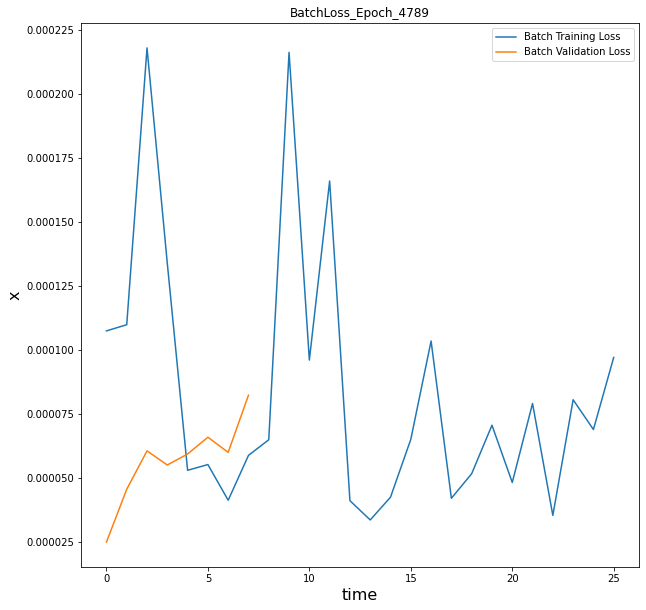 BatchLoss_Epoch_4789
Batch Training Loss
Batch Validation Loss
0.000225
0.000200
0.000175
0.000150
0.000125
0.000100
0.000075
0.000050
0.000025
x
0 5 10 15 20 25
time